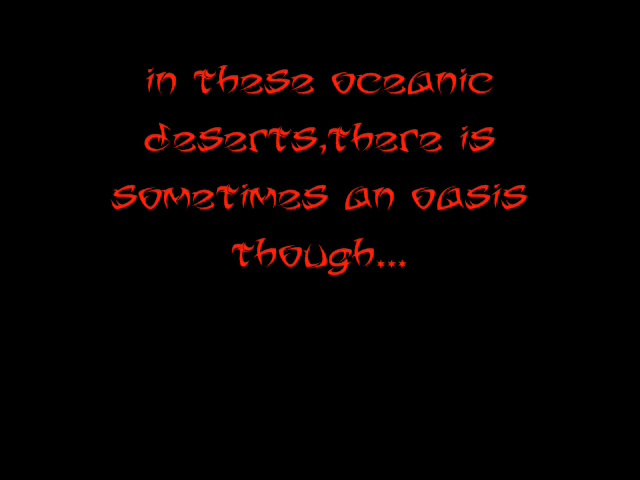 in these oceanic
deserts,there is
sometimes an oasis
though...